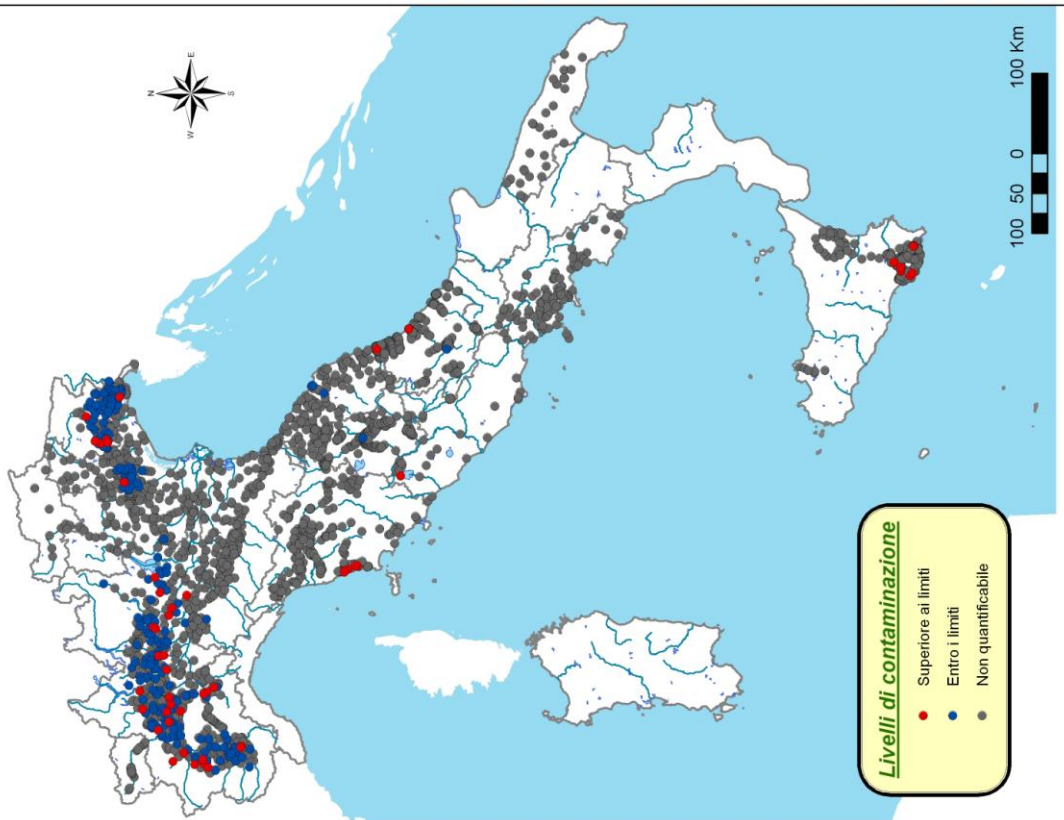 N
W
E
S
Livelli di contaminazione
Superiore ai limiti
Entro i limiti
Non quantificabile
100 50 0 100 Km